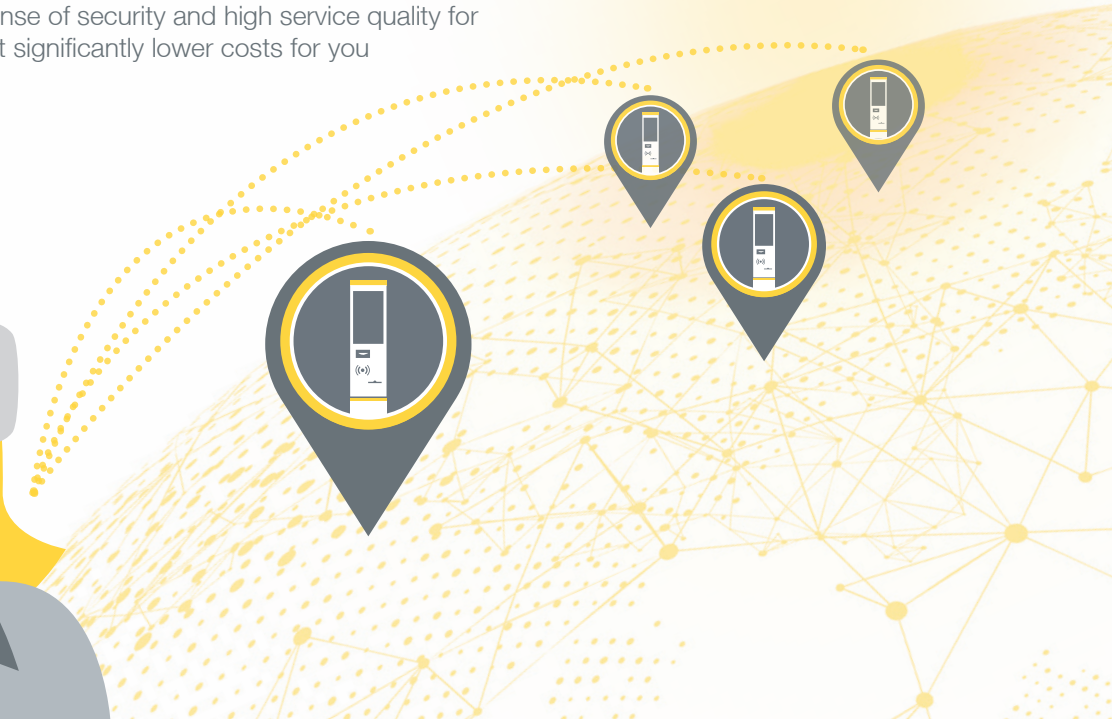 nse of security and high service quality for
t significantly lower costs for you